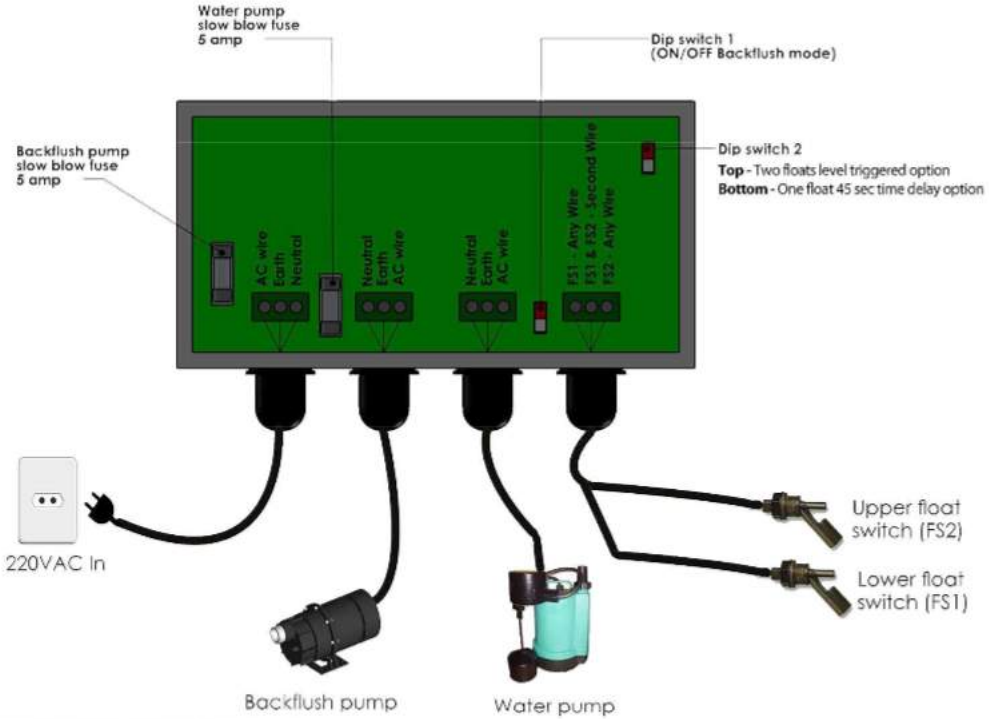 Water pump
slow blow fuse
5 amp
Dip switch 1
(ON/OFF Backflush mode)
Backflush pump
slow blow fuse
5 amp
Dip switch 2
Top - Two floats level triggered option
Bottom - One float 45 sec time delay option
AC wire
Earth
Neutral
Neutral
Earth
AC wire
Neutral
Earth
AC wire
FS1 - Any Wire
FS1 & FS2 - Second Wire
FS2 - Any Wire
220VAC In
Upper float
switch (FS2)
Lower float
switch (FS1)
Backflush pump
Water pump